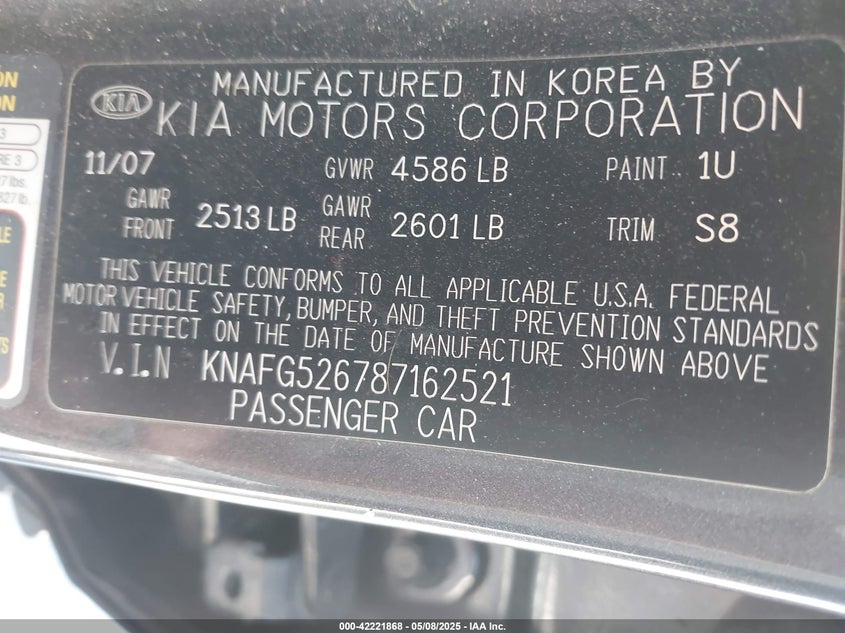 MANUFACTURED IN KOREA BY
KIA KIA MOTORS CORPORATION
11/07 GVWR 4586 LB PAINT 1U
GAWR FRONT 2513 LB GAWR REAR 2601 LB TRIM S8
THIS VEHICLE CONFORMS TO ALL APPLICABLE U.S.A. FEDERAL
MOTOR VEHICLE SAFETY, BUMPER, AND THEFT PREVENTION STANDARDS
IN EFFECT ON THE DATE OF MANUFACTURE SHOWN ABOVE
V.I.N KNAFG526787162521
PASSENGER CAR
000-42221868 - 05/08/2025 - IAA Inc.